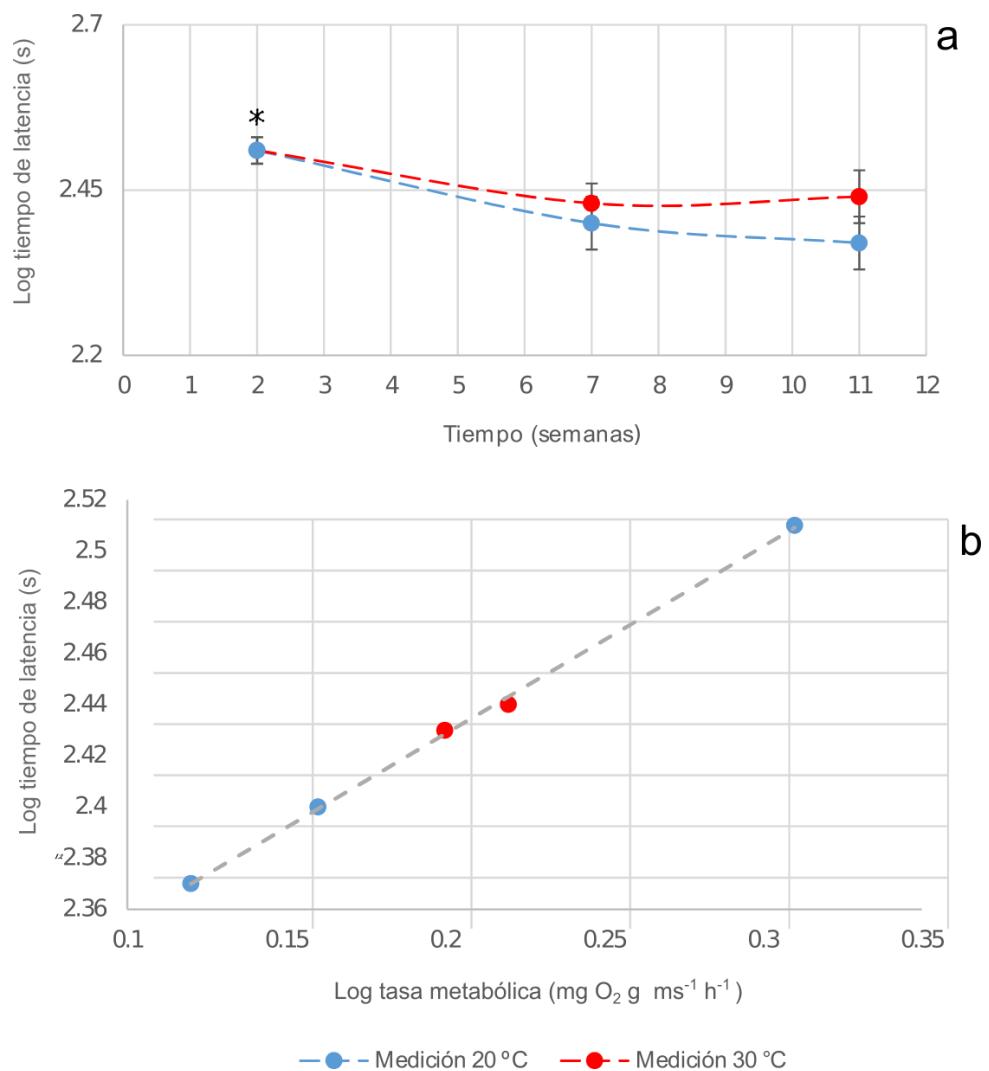 a
Log tiempo de latencia (s)
2.7
*
2.45
2.2
0 1 2 3 4 5 6 7 8 9 10 11 12
Tiempo (semanas)
b
Log tiempo de latencia (s)
2.52
2.5
2.48
2.46
2.44
2.42
2.4
2.38
2.36
0.1 0.15 0.2 0.25 0.3 0.35
Log tasa metabólica (mg O₂ g ms⁻¹ h⁻¹ )
Medición 20 ºC Medición 30 °C